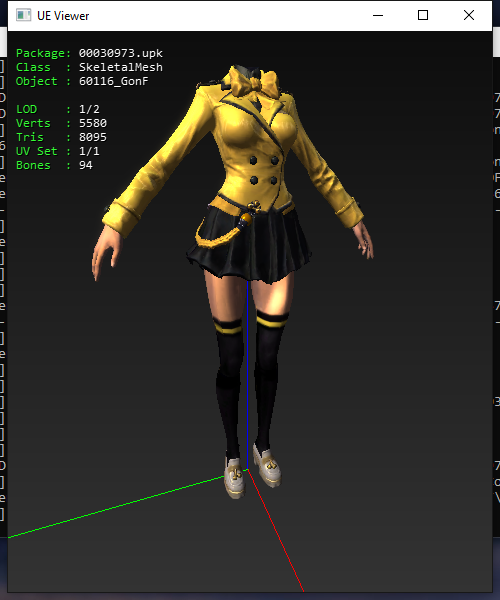 UE Viewer
Package: 00030973.upk
Class  : SkeletalMesh
Object : 60116_GonF
LOD    : 1/2
Verts  : 5580
Tris   : 8095
UV Set : 1/1
Bones  : 94